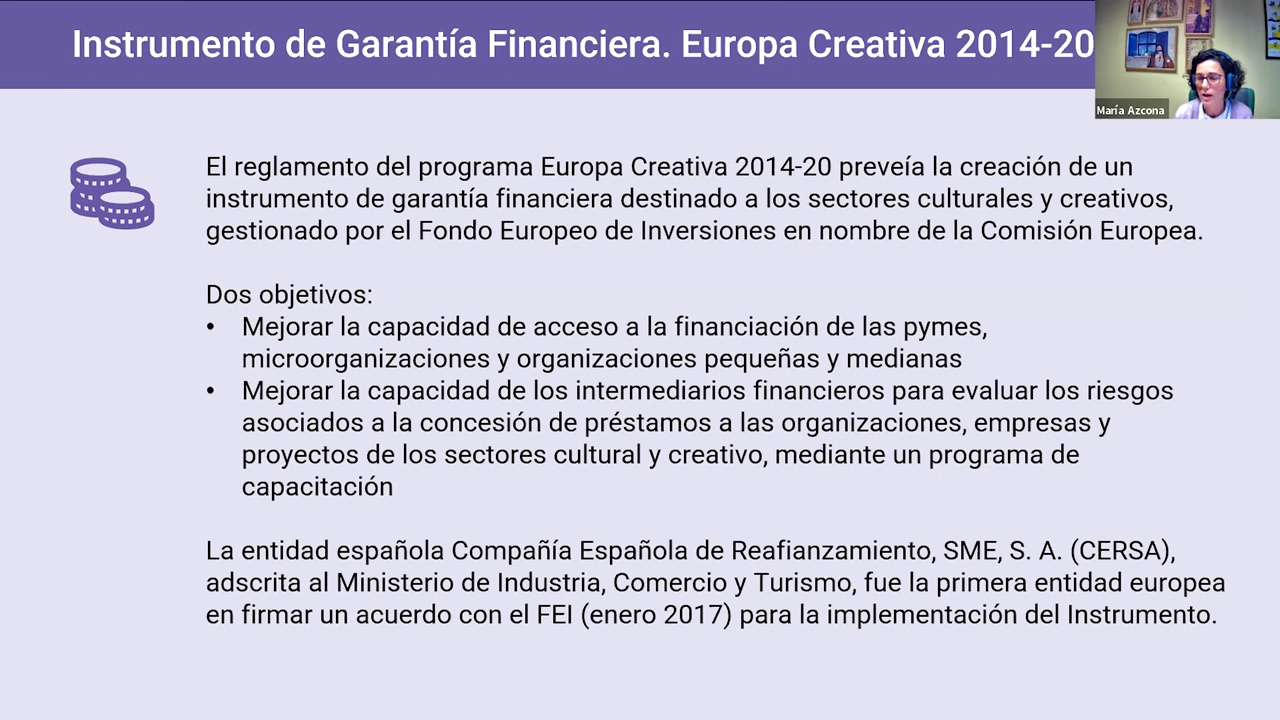 Instrumento de Garantía Financiera. Europa Creativa 2014-20
María Azcona
El reglamento del programa Europa Creativa 2014-20 preveía la creación de un
instrumento de garantía financiera destinado a los sectores culturales y creativos,
gestionado por el Fondo Europeo de Inversiones en nombre de la Comisión Europea.
Dos objetivos:
• Mejorar la capacidad de acceso a la financiación de las pymes,
microorganizaciones y organizaciones pequeñas y medianas
• Mejorar la capacidad de los intermediarios financieros para evaluar los riesgos
asociados a la concesión de préstamos a las organizaciones, empresas y
proyectos de los sectores cultural y creativo, mediante un programa de
capacitación
La entidad española Compañía Española de Reafianzamiento, SME, S. A. (CERSA),
adscrita al Ministerio de Industria, Comercio y Turismo, fue la primera entidad europea
en firmar un acuerdo con el FEI (enero 2017) para la implementación del Instrumento.